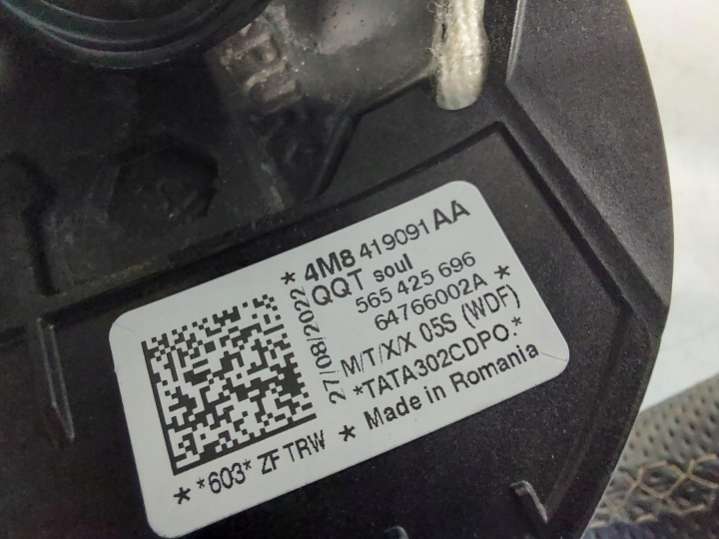 *4M8 419091 AA
QQT soul
565 425 696
64766002A *
M/T/X/X 05S (WDF)
*TATA302CDPO.*
* Made in Romania
27/08/2022
* *603* ZF TRW